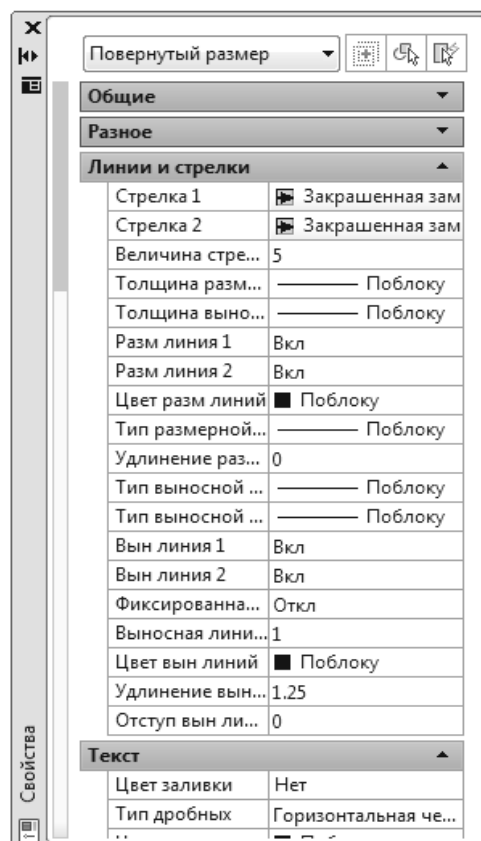 Повернутый размер
Общие
Разное
Линии и стрелки
Стрелка 1 Закрашенная зам
Стрелка 2 Закрашенная зам
Величина стре... 5
Толщина разм... Поблоку
Толщина выно... Поблоку
Разм линия 1 Вкл
Разм линия 2 Вкл
Цвет разм линий Поблоку
Тип размерной... Поблоку
Удлинение раз... 0
Тип выносной ... Поблоку
Тип выносной ... Поблоку
Вын линия 1 Вкл
Вын линия 2 Вкл
Фиксированна... Откл
Выносная лини... 1
Цвет вын линий Поблоку
Удлинение вын... 1.25
Отступ вын ли... 0
Текст
Цвет заливки Нет
Тип дробных Горизонтальная че...
Свойства